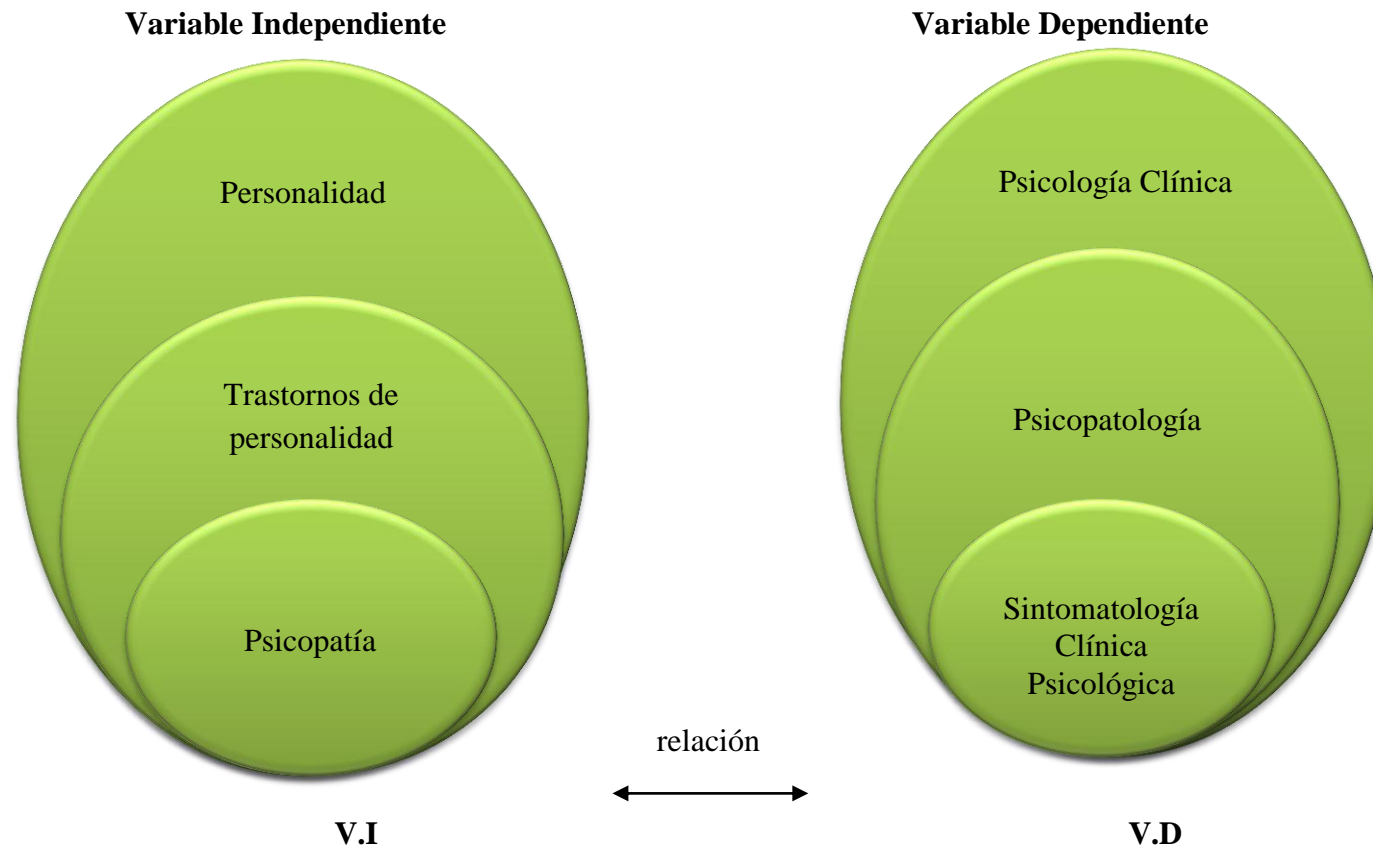 Variable Independiente
Variable Dependiente
Personalidad
Trastornos de
personalidad
Psicopatía
Psicología Clínica
Psicopatología
Sintomatología
Clínica
Psicológica
relación
V.I
V.D